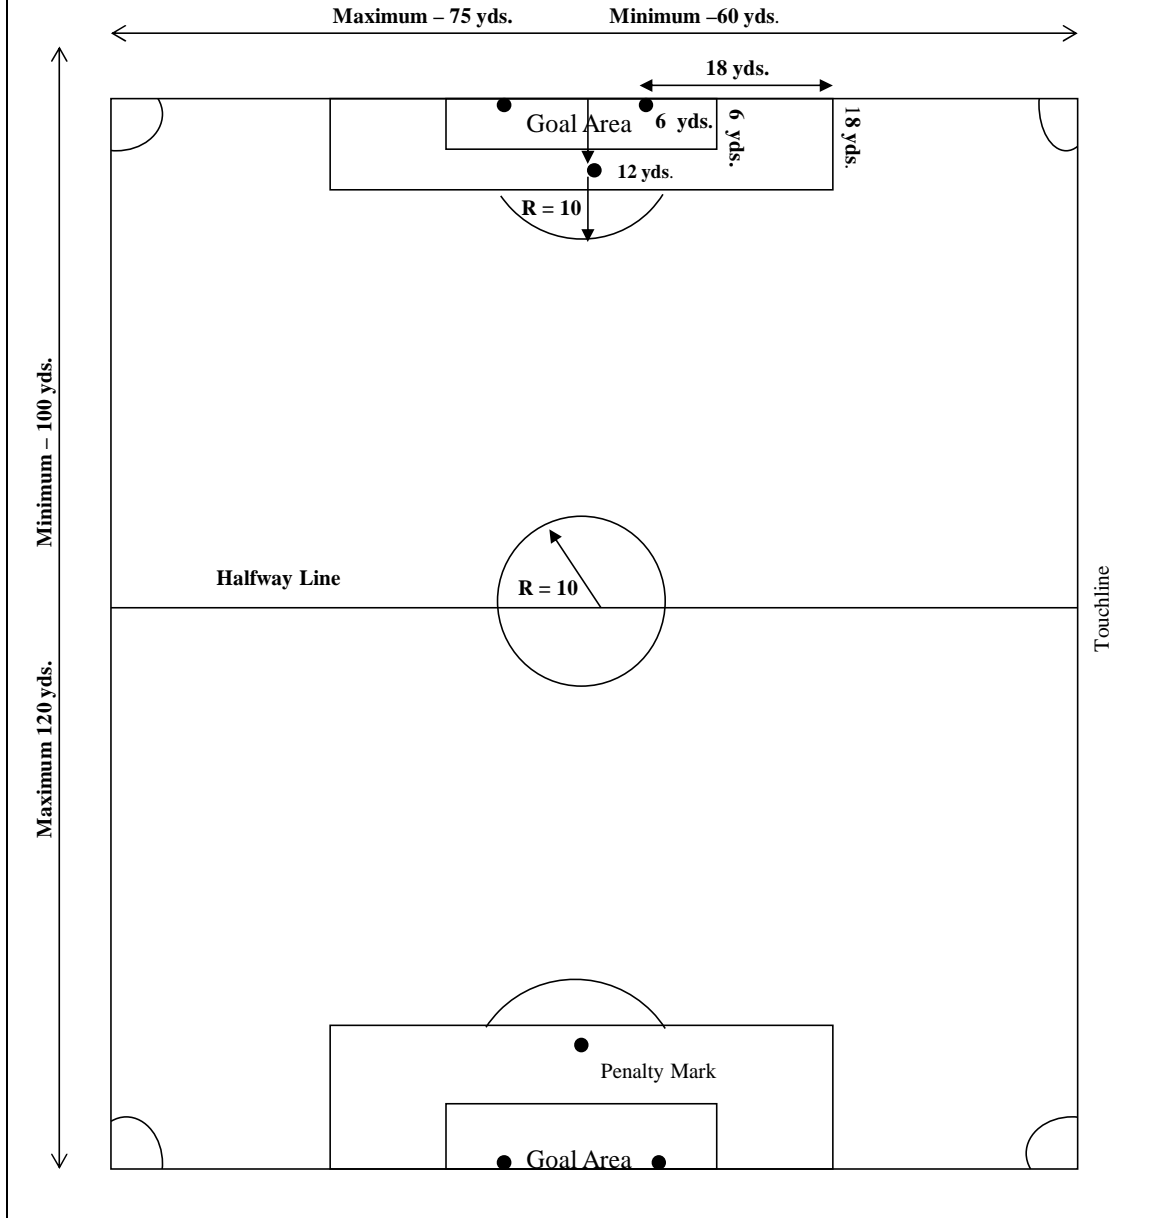 Maximum – 75 yds.
Minimum –60 yds.
18 yds.
Goal Area
6 yds.
6 yds.
18 yds.
12 yds.
R = 10
Minimum – 100 yds.
Halfway Line
R = 10
Touchline
Maximum 120 yds.
Penalty Mark
Goal Area